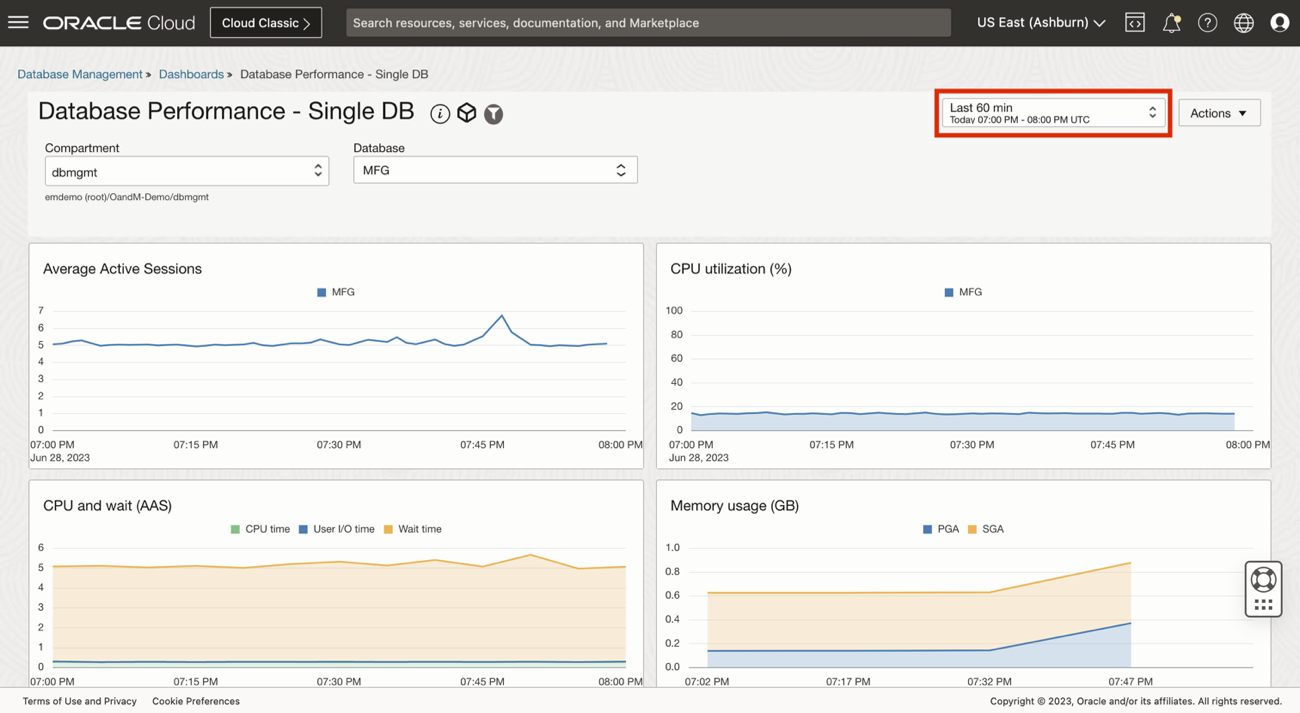 ORACLE Cloud
Cloud Classic >
Search resources, services, documentation, and Marketplace
US East (Ashburn)
Database Management » Dashboards » Database Performance - Single DB
Database Performance - Single DB
Last 60 min
Today 07:00 PM - 08:00 PM UTC
Actions
Compartment
dbmgmt
emdemo (root)/OandM-Demo/dbmgmt
Database
MFG
Average Active Sessions
MFG
7
6
5
4
3
2
1
0
07:00 PM 07:15 PM 07:30 PM 07:45 PM 08:00 PM
Jun 28, 2023
CPU utilization (%)
MFG
100
80
60
40
20
0
07:00 PM 07:15 PM 07:30 PM 07:45 PM 08:00 PM
Jun 28, 2023
CPU and wait (AAS)
CPU time User I/O time Wait time
6
5
4
3
2
1
0
07:00 PM 07:15 PM 07:30 PM 07:45 PM 08:00 PM
Memory usage (GB)
PGA SGA
1.0
0.8
0.6
0.4
0.2
0.0
07:02 PM 07:17 PM 07:32 PM 07:47 PM
Terms of Use and Privacy Cookie Preferences
Copyright © 2023, Oracle and/or its affiliates. All rights reserved.